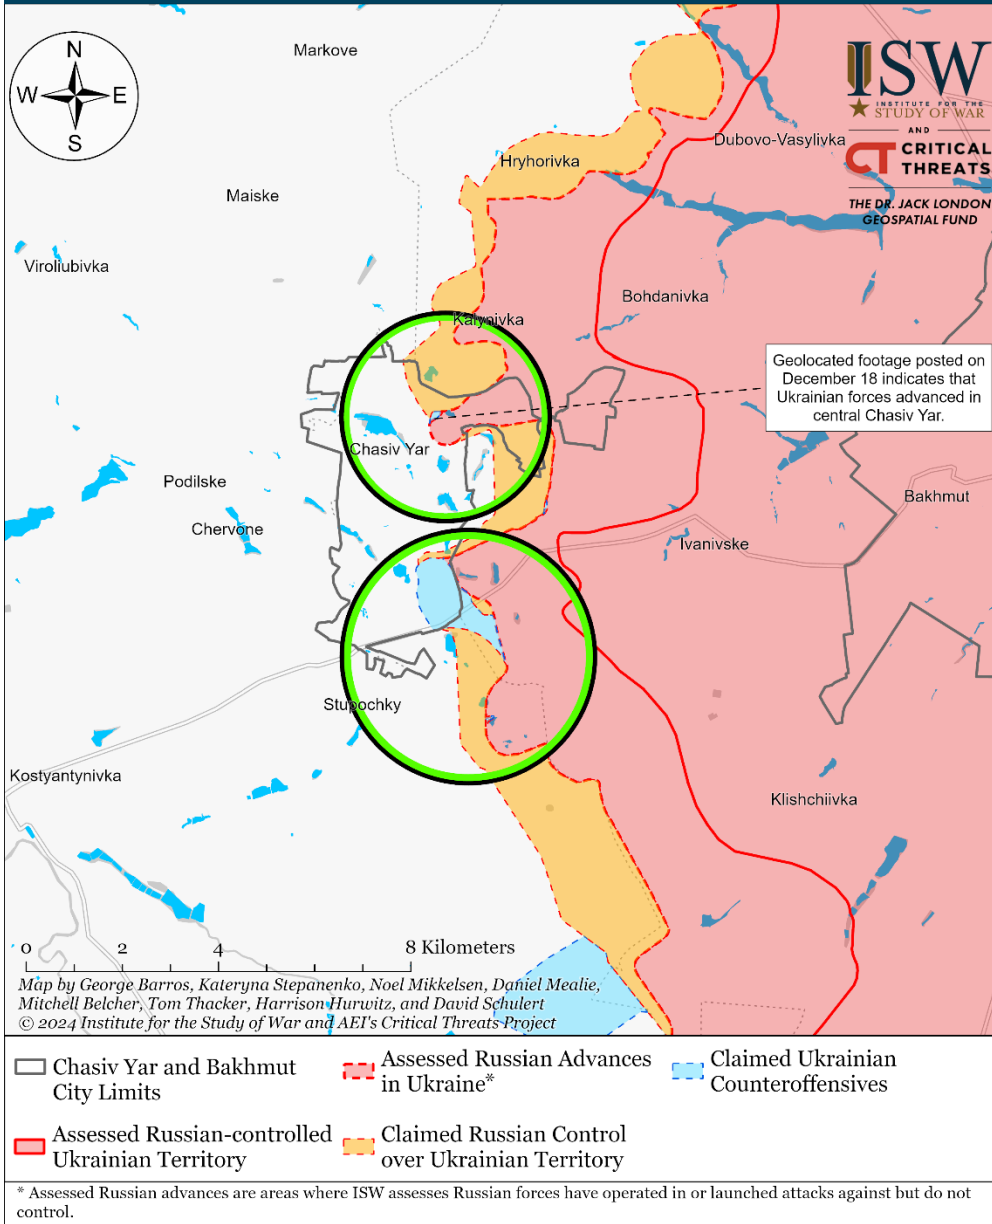 N
W E
S
ISW
INSTITUTE FOR THE
STUDY OF WAR
AND
CT CRITICAL
THREATS
THE DR. JACK LONDON
GEOSPATIAL FUND
Markove
Dubovo-Vasylivka
Hryhorivka
Maiske
Viroliubivka
Bohdanivka
Kalynivka
Geolocated footage posted on
December 18 indicates that
Ukrainian forces advanced in
central Chasiv Yar.
Chasiv Yar
Podilske
Bakhmut
Chervone
Ivanivske
Stupochky
Kostyantynivka
Klishchiivka
0 2 4 8 Kilometers
Map by George Barros, Kateryna Stepanenko, Noel Mikkelsen, Daniel Mealie,
Mitchell Belcher, Tom Thacker, Harrison Hurwitz, and David Schulert
© 2024 Institute for the Study of War and AEI's Critical Threats Project
Chasiv Yar and Bakhmut
City Limits
Assessed Russian Advances
in Ukraine*
Claimed Ukrainian
Counteroffensives
Assessed Russian-controlled
Ukrainian Territory
Claimed Russian Control
over Ukrainian Territory
* Assessed Russian advances are areas where ISW assesses Russian forces have operated in or launched attacks against but do not
control.